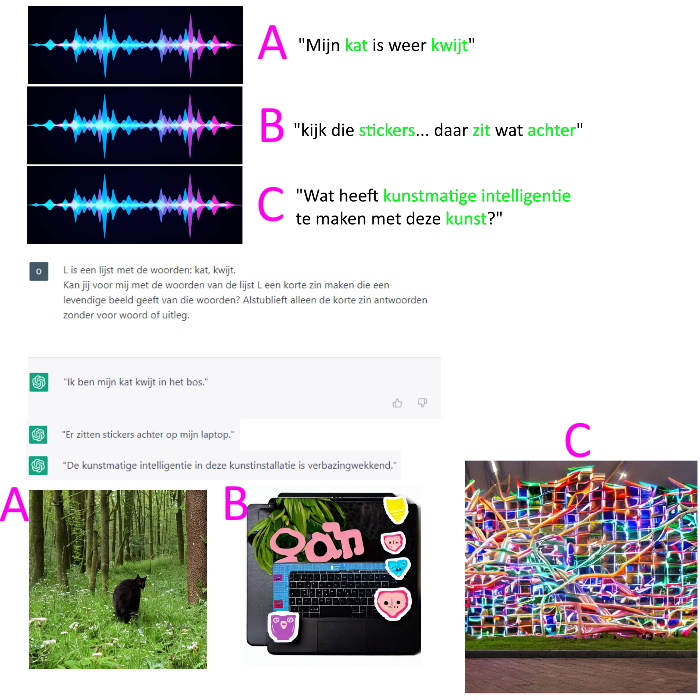 A "Mijn kat is weer kwijt"
B "kijk die stickers... daar zit wat achter"
C "Wat heeft kunstmatige intelligentie
te maken met deze kunst?"
O L is een lijst met de woorden: kat, kwijt.
Kan jij voor mij met de woorden van de lijst L een korte zin maken die een
levendige beeld geeft van die woorden? Alstublieft alleen de korte zin antwoorden
zonder voor woord of uitleg.
"Ik ben mijn kat kwijt in het bos."
"Er zitten stickers achter op mijn laptop."
"De kunstmatige intelligentie in deze kunstinstallatie is verbazingwekkend."
C
A
B